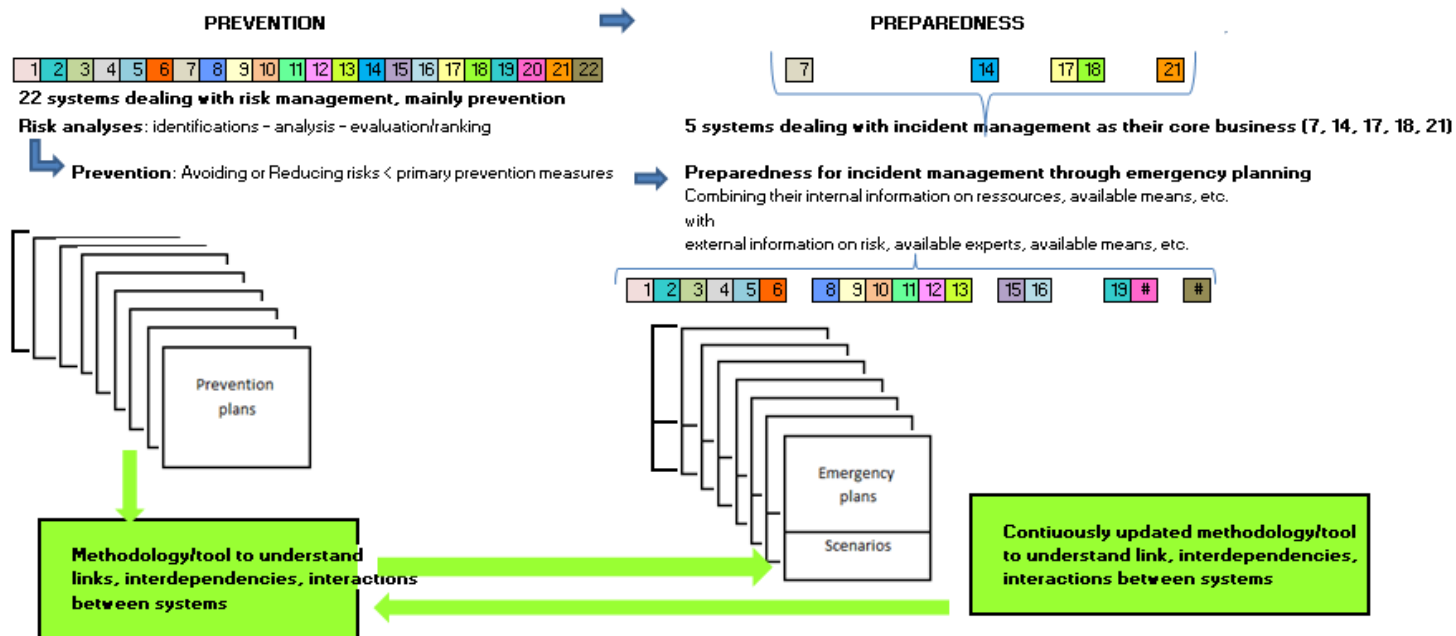 PREVENTION
PREPAREDNESS
1 2 3 4 5 6 7 8 9 10 11 12 13 14 15 16 17 18 19 20 21 22
7 14 17 18 21
22 systems dealing with risk management, mainly prevention
Risk analyses: identifications - analysis - evaluation/ranking
5 systems dealing with incident management as their core business (7, 14, 17, 18, 21)
Prevention: Avoiding or Reducing risks < primary prevention measures
Preparedness for incident management through emergency planning
Combining their internal information on ressources, available means, etc.
with
external information on risk, available experts, available means, etc.
1 2 3 4 5 6 8 9 10 11 12 13 15 16 19 # #
Prevention
plans
Emergency
plans
Scenarios
Methodology/tool to understand
links, interdependencies, interactions
between systems
Contiuously updated methodology/tool
to understand link, interdependencies,
interactions between systems